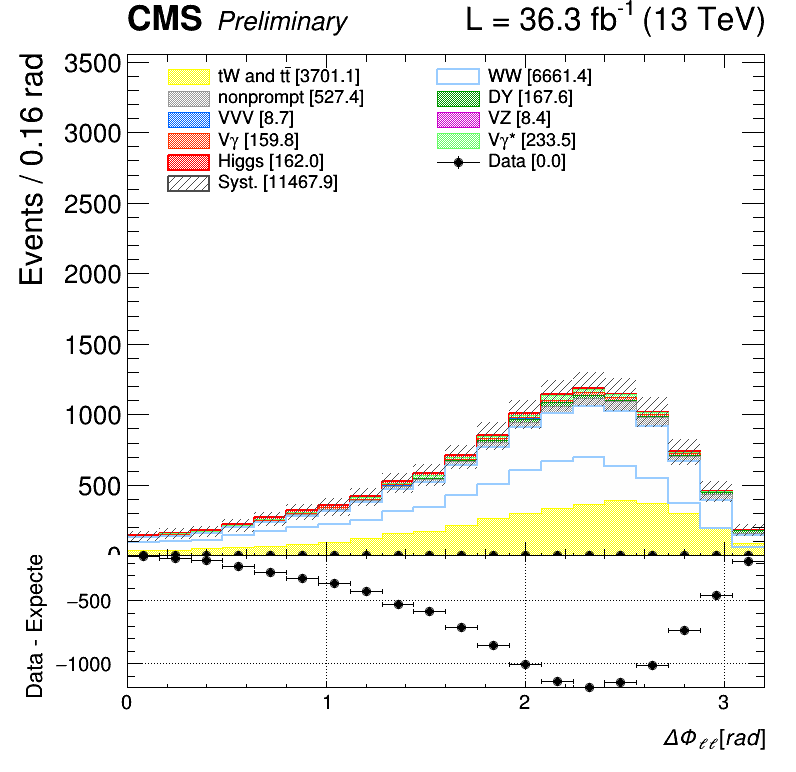 CMS Preliminary L = 36.3 fb-1 (13 TeV)
Events / 0.16 rad
3500
3000
2500
2000
1500
1000
500
0
tW and tt̄ [3701.1]
nonprompt [527.4]
VVV [8.7]
Vγ [159.8]
Higgs [162.0]
Syst. [11467.9]
WW [6661.4]
DY [167.6]
VZ [8.4]
Vγ* [233.5]
Data [0.0]
Data - Expecte
−500
−1000
0 1 2 3
ΔΦℓℓ[rad]